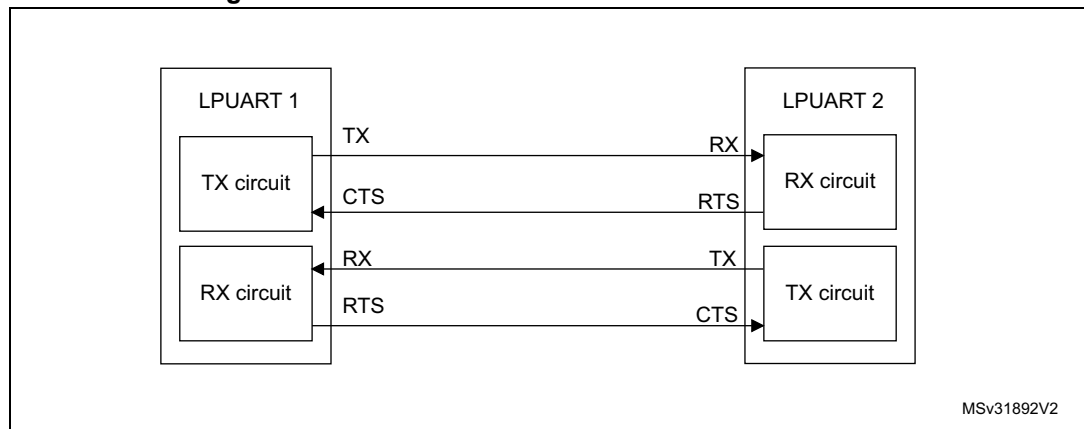 LPUART 1
LPUART 2
TX
RX
TX circuit
RX circuit
CTS
RTS
RX
TX
RX circuit
TX circuit
RTS
CTS
MSv31892V2